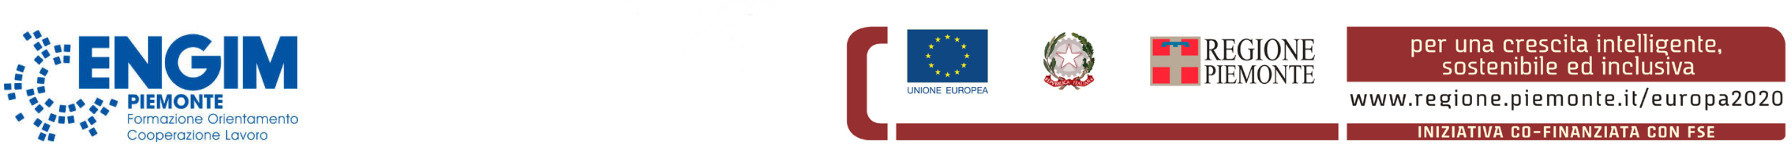 ENGIM
PIEMONTE
Formazione Orientamento
Cooperazione Lavoro
UNIONE EUROPEA
REGIONE
PIEMONTE
per una crescita intelligente,
sostenibile ed inclusiva
www.regione.piemonte.it/europa2020
INIZIATIVA CO-FINANZIATA CON FSE